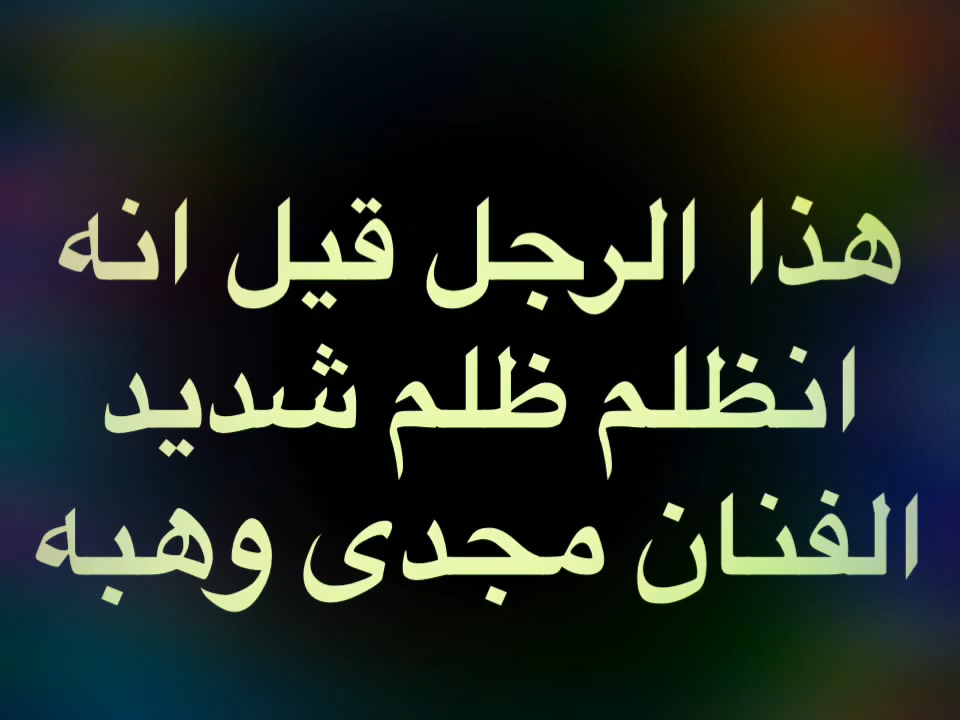 هذا الرجل قيل انه
انظلم ظلم شديد
الفنان مجدى وهبه